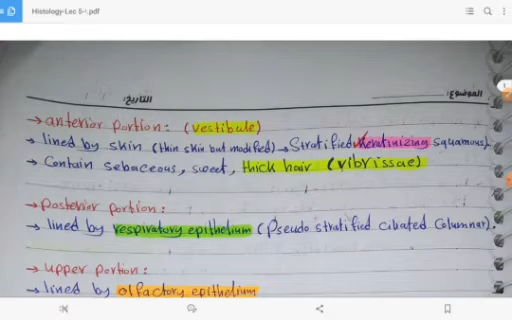 Histology-Lec 5-1.pdf
التاريخ:
الموضوع:
→ anterior portion: (vestibule)
→ lined by skin (thin skin but modified) → Stratified Keratinizing squamous)
→ Contain sebaceous, sweet, thick hair (vibrissae)
→ Posterior portion:
→ lined by respiratory epithelium (Pseudo stratified ciliated Columnar).
→ upper portion:
→ lined by olfactory epithelium